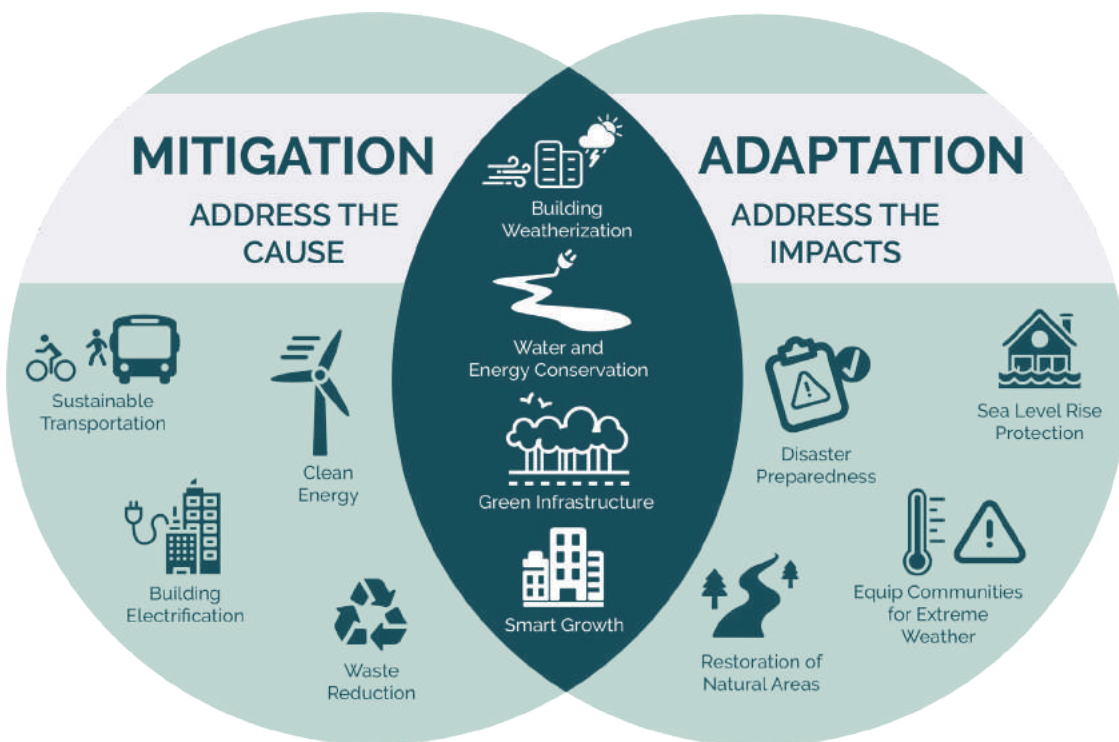 MITIGATION
ADDRESS THE
CAUSE
Sustainable
Transportation
Clean
Energy
Building
Electrification
Waste
Reduction
Building
Weatherization
Water and
Energy Conservation
Green Infrastructure
Smart Growth
ADAPTATION
ADDRESS THE
IMPACTS
Disaster
Preparedness
Sea Level Rise
Protection
Equip Communities
for Extreme
Weather
Restoration of
Natural Areas